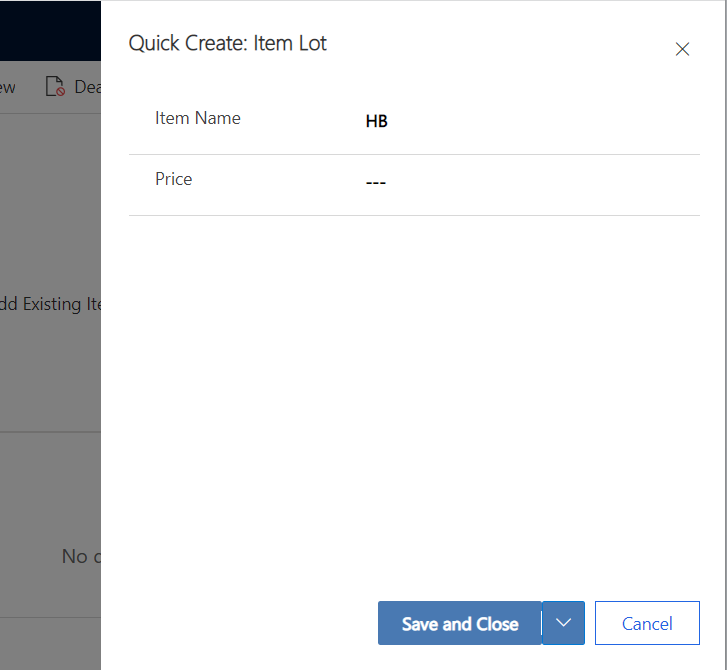 Quick Create: Item Lot
ew
Dea
Item Name
HB
Price
---
dd Existing Ite
No c
Save and Close
Cancel